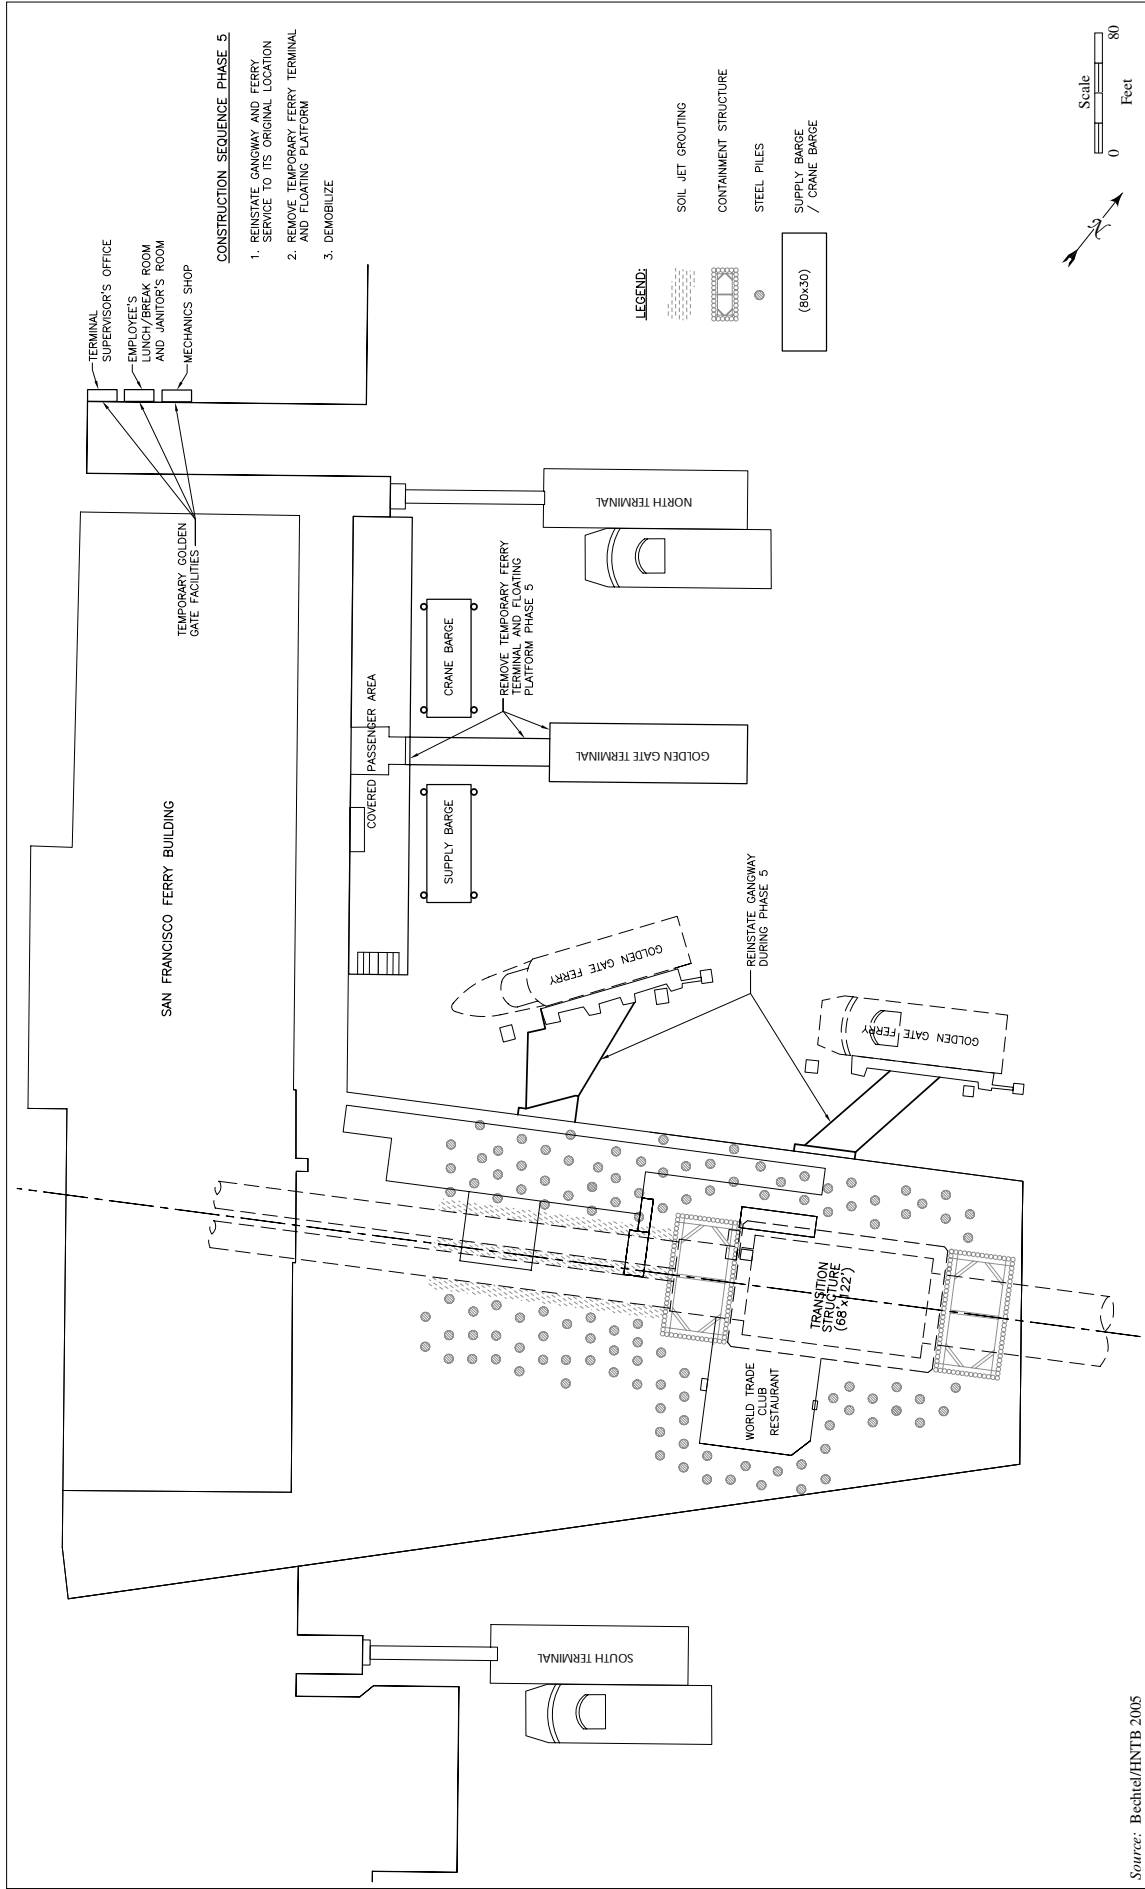 CONSTRUCTION SEQUENCE PHASE 5
1. REINSTATE GANGWAY AND FERRY
SERVICE TO ITS ORIGINAL LOCATION
2. REMOVE TEMPORARY FERRY TERMINAL
AND FLOATING PLATFORM
3. DEMOBILIZE
TERMINAL
SUPERVISOR'S OFFICE
EMPLOYEE'S
LUNCH/BREAK ROOM
AND JANITOR'S ROOM
MECHANICS SHOP
TEMPORARY GOLDEN
GATE FACILITIES
SAN FRANCISCO FERRY BUILDING
COVERED PASSENGER AREA
CRANE BARGE
SUPPLY BARGE
REMOVE TEMPORARY FERRY
TERMINAL AND FLOATING
PLATFORM PHASE 5
NORTH TERMINAL
GOLDEN GATE TERMINAL
GOLDEN GATE FERRY
REINSTATE GANGWAY
DURING PHASE 5
GOLDEN GATE FERRY
TRANSITION
STRUCTURE
(68'x122')
WORLD TRADE
CLUB
RESTAURANT
SOUTH TERMINAL
LEGEND:
SOIL JET GROUTING
CONTAINMENT STRUCTURE
STEEL PILES
(80x30)
SUPPLY BARGE
/ CRANE BARGE
N
Scale
0 80
Feet
Source: Bechtel/HNTB 2005